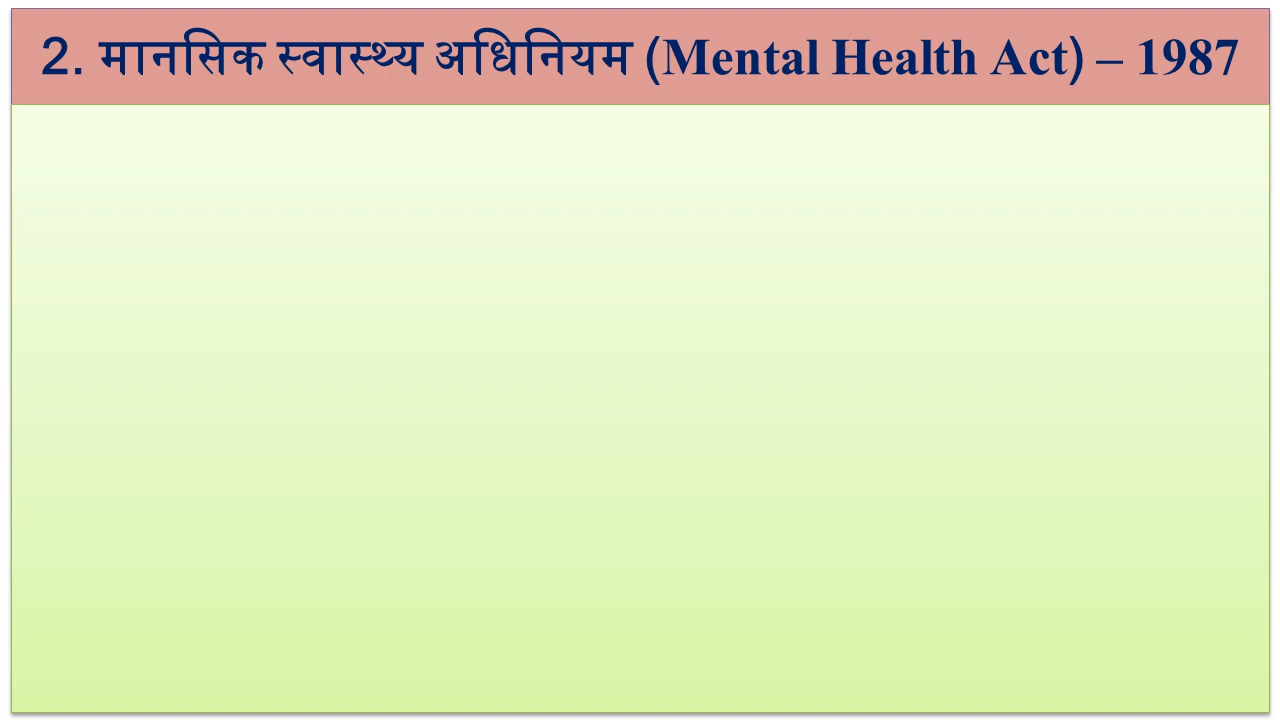 2. मानसिक स्वास्थ्य अधिनियम (Mental Health Act) – 1987